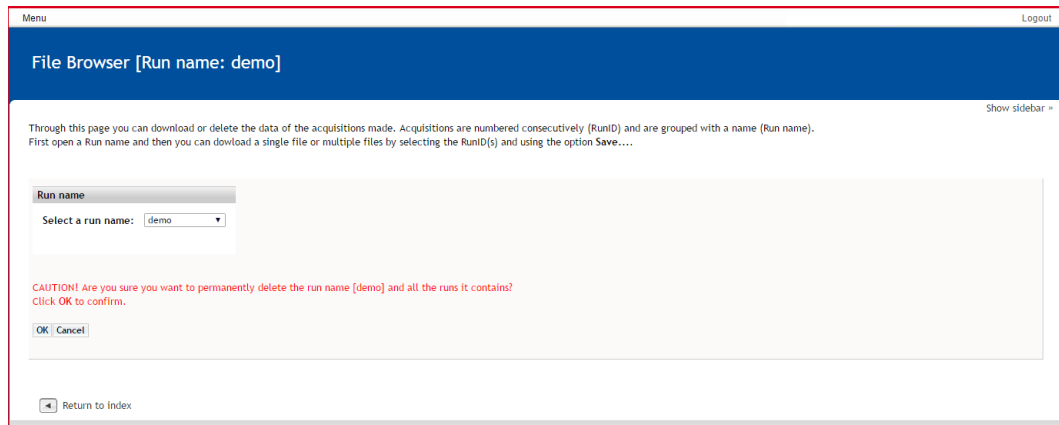 Menu
Logout
File Browser [Run name: demo]
Show sidebar »
Through this page you can download or delete the data of the acquisitions made. Acquisitions are numbered consecutively (RunID) and are grouped with a name (Run name).
First open a Run name and then you can dowload a single file or multiple files by selecting the RunID(s) and using the option Save....
Run name
Select a run name: demo
CAUTION! Are you sure you want to permanently delete the run name [demo] and all the runs it contains?
Click OK to confirm.
OK Cancel
Return to index